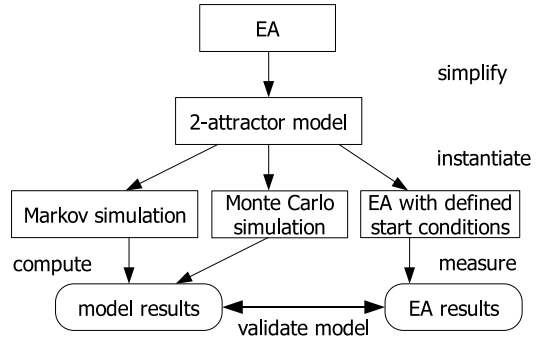 EA
simplify
2-attractor model
instantiate
Markov simulation
Monte Carlo
simulation
EA with defined
start conditions
compute
measure
model results
EA results
validate model